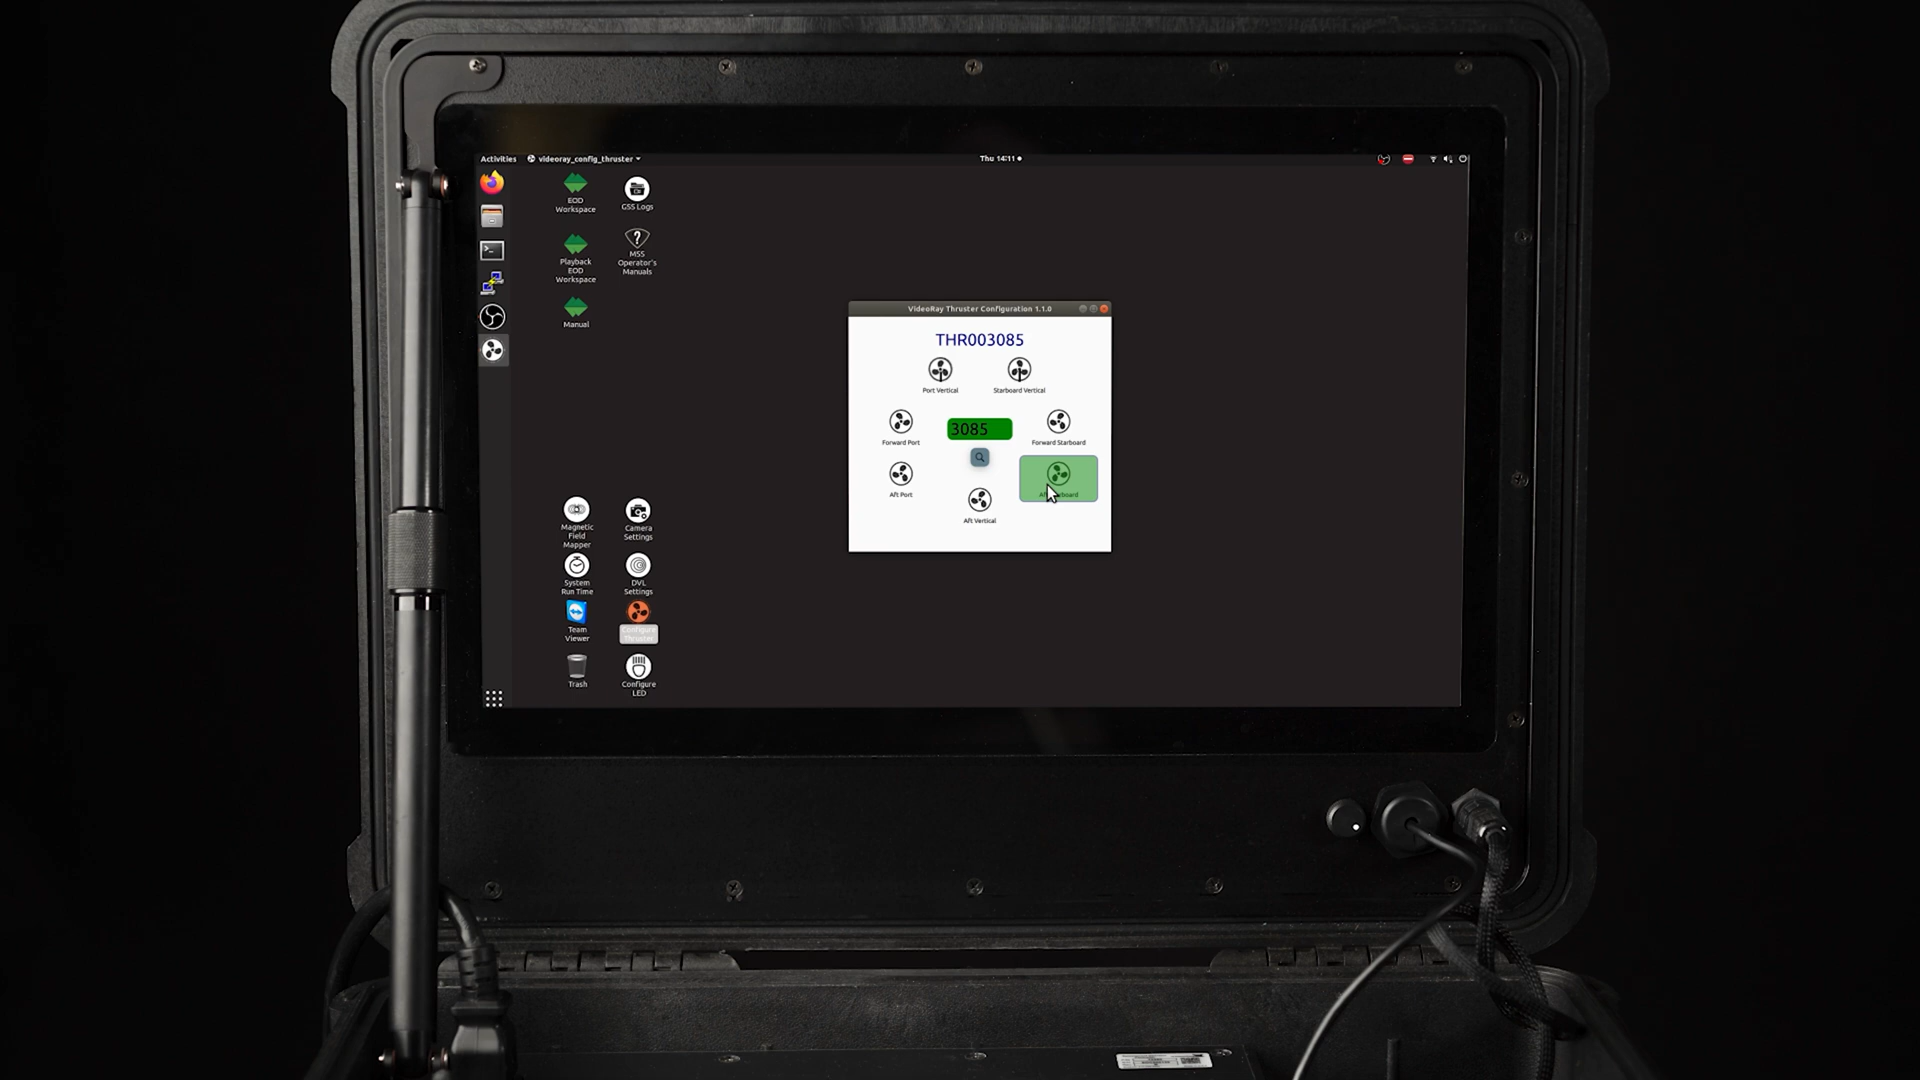 Activities videoray_config_thruster Thu 14:11
EOD
Workspace
GSS Logs
Playback
EOD
Workspace
MSS
Operator's
Manuals
Manual
VideoRay Thruster Configuration 1.1.0
THR003085
Port Vertical
Starboard Vertical
Forward Port
3085
Forward Starboard
Aft Port
Aft Vertical
Magnetic
Field
Mapper
Camera
Settings
System
Run Time
DVL
Settings
Team
Viewer
Configure
Thruster
Trash
Configure
LED